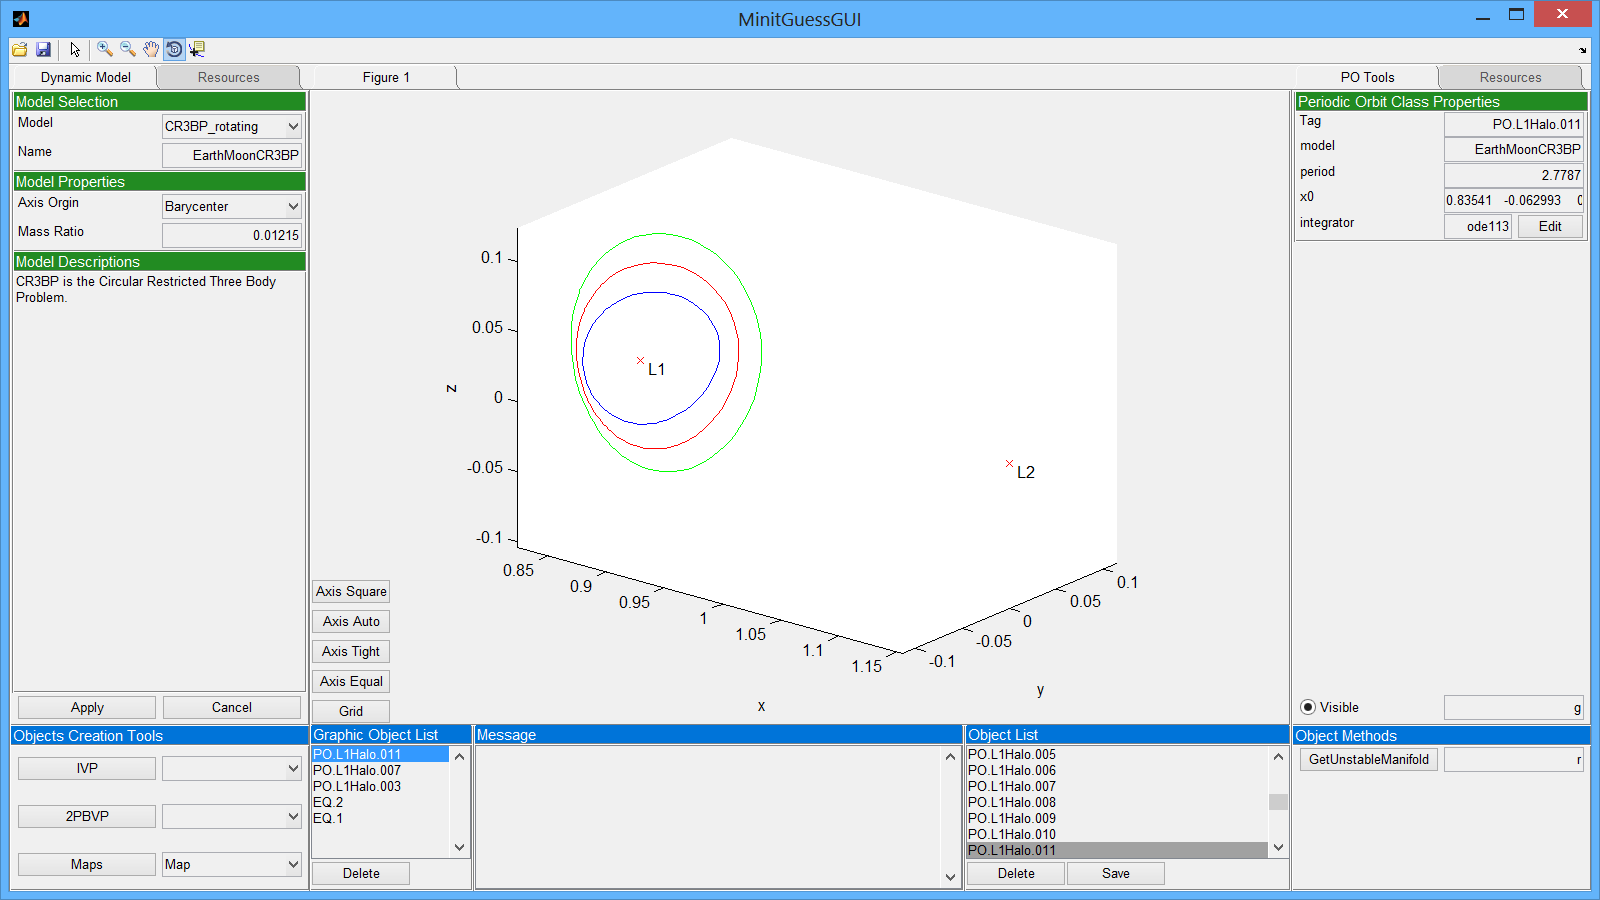 MinitGuessGUI
Dynamic Model
Resources
Figure 1
PO Tools
Resources
Model Selection
Model
CR3BP_rotating
Name
EarthMoonCR3BP
Model Properties
Axis Orgin
Barycenter
Mass Ratio
0.01215
Model Descriptions
CR3BP is the Circular Restricted Three Body
Problem.
Apply
Cancel
Objects Creation Tools
IVP
2PBVP
Maps
Map
0.1
0.05
0
-0.05
-0.1
z
L1
L2
0.85
0.9
0.95
1
1.05
1.1
1.15
x
-0.1
-0.05
0
0.05
0.1
y
Axis Square
Axis Auto
Axis Tight
Axis Equal
Grid
Graphic Object List
PO.L1Halo.011
PO.L1Halo.007
PO.L1Halo.003
EQ.2
EQ.1
Delete
Message
Object List
PO.L1Halo.005
PO.L1Halo.006
PO.L1Halo.007
PO.L1Halo.008
PO.L1Halo.009
PO.L1Halo.010
PO.L1Halo.011
Delete
Save
Periodic Orbit Class Properties
Tag
PO.L1Halo.011
model
EarthMoonCR3BP
period
2.7787
x0
0.83541 -0.062993
integrator
ode113
Edit
Visible
g
Object Methods
GetUnstableManifold
r